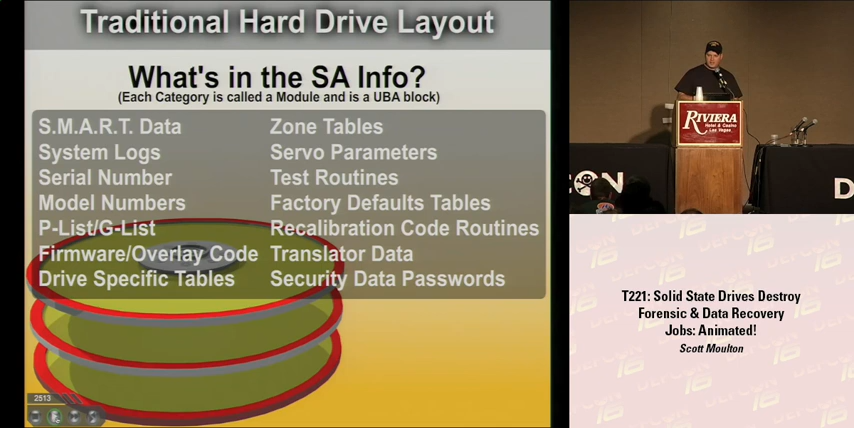 Traditional Hard Drive Layout
What's in the SA Info?
(Each Category is called a Module and is a UBA block)
S.M.A.R.T. Data
System Logs
Serial Number
Model Numbers
P-List/G-List
Firmware/Overlay Code
Drive Specific Tables
Zone Tables
Servo Parameters
Test Routines
Factory Defaults Tables
Recalibration Code Routines
Translator Data
Security Data Passwords
2513
RIVIERA
Hotel & Casino
Las Vegas
CON
D
T221: Solid State Drives Destroy
Forensic & Data Recovery
Jobs: Animated!
Scott Moulton
DEFCON 16